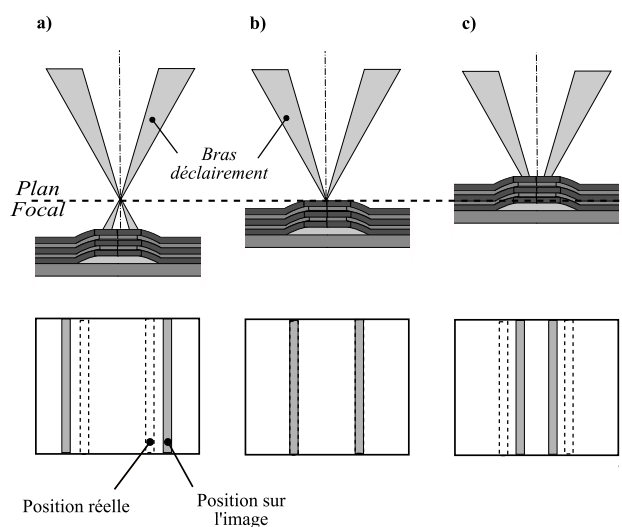 a)
b)
c)
Bras
déclairement
Plan
Focal
Position réelle
Position sur
l'image